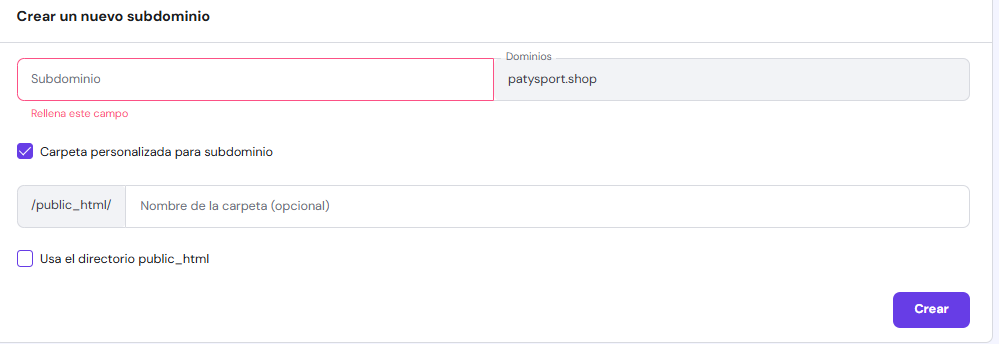 Crear un nuevo subdominio
Dominios
Subdominio
patysport.shop
Rellena este campo
Carpeta personalizada para subdominio
/public_html/
Nombre de la carpeta (opcional)
Usa el directorio public_html
Crear